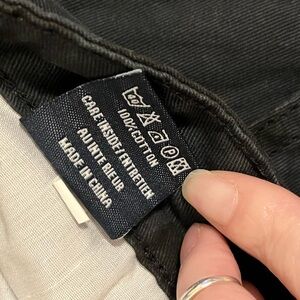 100% COTTON
CARE INSIDE/ENTRETIEN
AU INTERIEUR
MADE IN CHINA